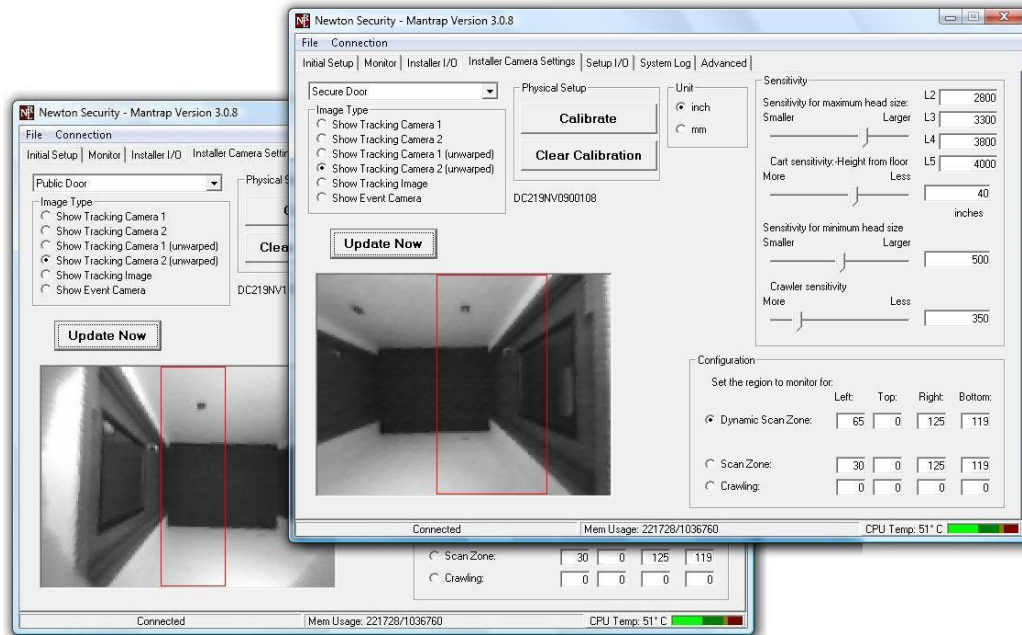 Newton Security - Mantrap Version 3.0.8
File Connection
Initial Setup Monitor Installer I/O Installer Camera Settings Setup I/O System Log Advanced
Secure Door
Image Type
Show Tracking Camera 1
Show Tracking Camera 2
Show Tracking Camera 1 (unwarped)
Show Tracking Camera 2 (unwarped)
Show Tracking Image
Show Event Camera
Physical Setup
Calibrate
Clear Calibration
DC219NV0900108
Unit
inch
mm
Update Now
Sensitivity
Sensitivity for maximum head size:
Smaller Larger
L2 2800
L3 3300
L4 3800
L5 4000
Cart sensitivity:-Height from floor
More Less
40
inches
Sensitivity for minimum head size
Smaller Larger
500
Crawler sensitivity
More Less
350
Configuration
Set the region to monitor for:
Left: Top: Right: Bottom:
Dynamic Scan Zone: 65 0 125 119
Scan Zone: 30 0 125 119
Crawling: 0 0 0 0
Connected Mem Usage: 221728/1036760 CPU Temp: 51° C
Newton Security - Mantrap Version 3.0.8
File Connection
Initial Setup Monitor Installer I/O Installer Camera Settin
Public Door
Image Type
Show Tracking Camera 1
Show Tracking Camera 2
Show Tracking Camera 1 (unwarped)
Show Tracking Camera 2 (unwarped)
Show Tracking Image
Show Event Camera
Physical S
C
Clea
DC219NV1
Update Now
Scan Zone: 30 0 125 119
Crawling: 0 0 0 0
Connected Mem Usage: 221728/1036760 CPU Temp: 51° C